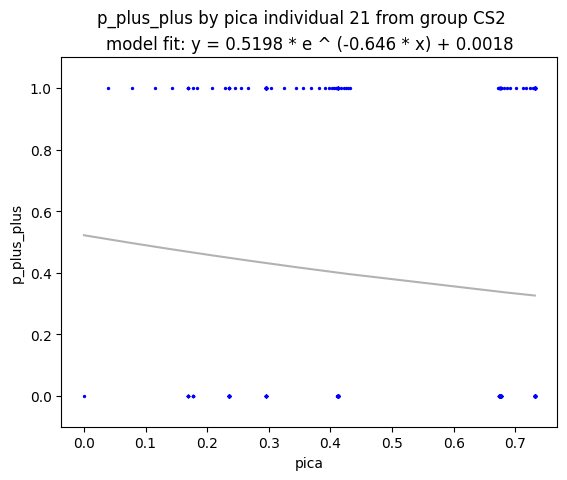 p_plus_plus by pica individual 21 from group CS2
model fit: y = 0.5198 * e ^ (-0.646 * x) + 0.0018
1.0
0.8
0.6
0.4
0.2
0.0
p_plus_plus
0.0 0.1 0.2 0.3 0.4 0.5 0.6 0.7
pica